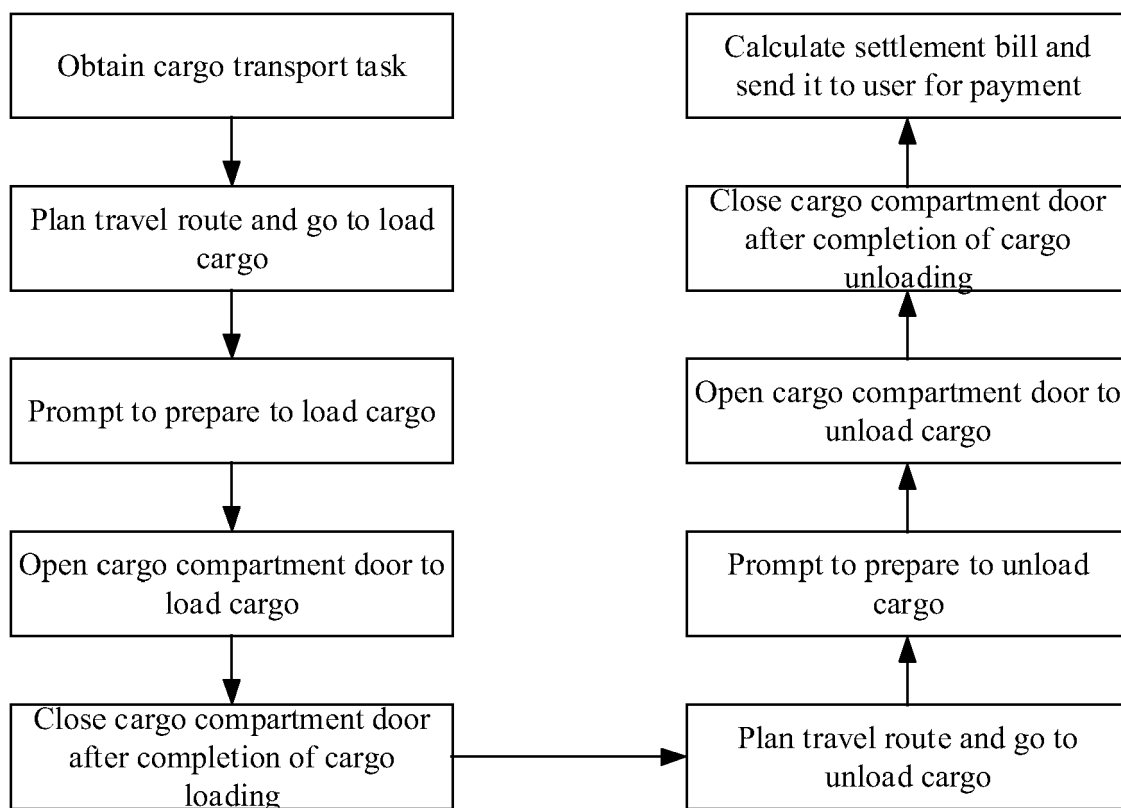 Obtain cargo transport task
Plan travel route and go to load
cargo
Prompt to prepare to load cargo
Open cargo compartment door to
load cargo
Close cargo compartment door
after completion of cargo
loading
Plan travel route and go to
unload cargo
Prompt to prepare to unload
cargo
Open cargo compartment door to
unload cargo
Close cargo compartment door
after completion of cargo
unloading
Calculate settlement bill and
send it to user for payment